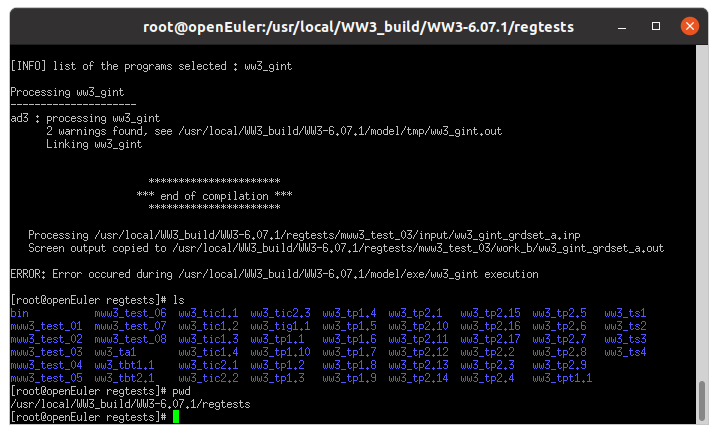 root@openEuler:/usr/local/WW3_build/WW3-6.07.1/regtests
[INFO] list of the programs selected : ww3_gint
Processing ww3_gint
---------------------
ad3 : processing ww3_gint
2 warnings found, see /usr/local/WW3_build/WW3-6.07.1/model/tmp/ww3_gint.out
Linking ww3_gint
**********************
*** end of compilation ***
**********************
Processing /usr/local/WW3_build/WW3-6.07.1/regtests/mww3_test_03/input/ww3_gint_grdset_a.inp
Screen output copied to /usr/local/WW3_build/WW3-6.07.1/regtests/mww3_test_03/work_b/ww3_gint_grdset_a.out
ERROR: Error occured during /usr/local/WW3_build/WW3-6.07.1/model/exe/ww3_gint execution
[root@openEuler regtests]# ls
bin mww3_test_06 ww3_tic1.1 ww3_tic2.3 ww3_tp1.4 ww3_tp2.1 ww3_tp2.15 ww3_tp2.5 ww3_ts1
mww3_test_01 mww3_test_07 ww3_tic1.2 ww3_tig1.1 ww3_tp1.5 ww3_tp2.10 ww3_tp2.16 ww3_tp2.6 ww3_ts2
mww3_test_02 mww3_test_08 ww3_tic1.3 ww3_tp1.1 ww3_tp1.6 ww3_tp2.11 ww3_tp2.17 ww3_tp2.7 ww3_ts3
mww3_test_03 ww3_ta1 ww3_tic1.4 ww3_tp1.10 ww3_tp1.7 ww3_tp2.12 ww3_tp2.2 ww3_tp2.8 ww3_ts4
mww3_test_04 ww3_tbt1.1 ww3_tic2.1 ww3_tp1.2 ww3_tp1.8 ww3_tp2.13 ww3_tp2.3 ww3_tp2.9
mww3_test_05 ww3_tbt2.1 ww3_tic2.2 ww3_tp1.3 ww3_tp1.9 ww3_tp2.14 ww3_tp2.4 ww3_tpt1.1
[root@openEuler regtests]# pwd
/usr/local/WW3_build/WW3-6.07.1/regtests
[root@openEuler regtests]#